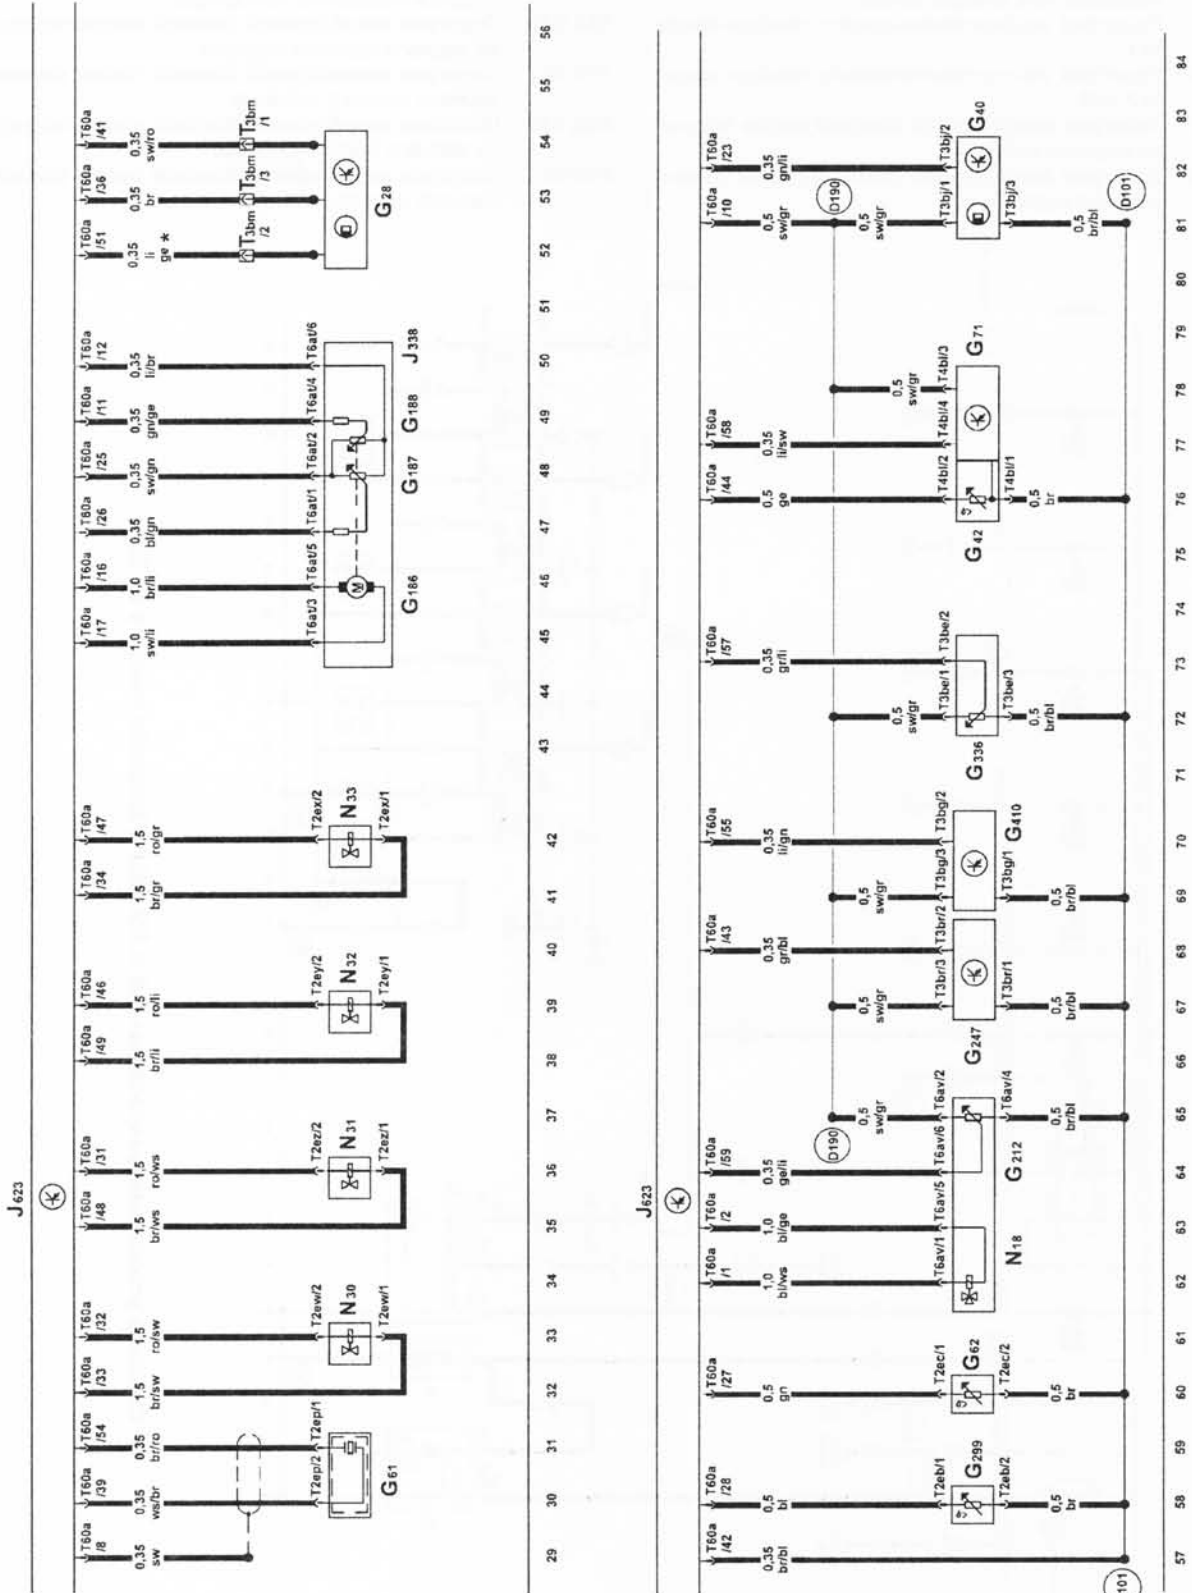 J623
T60a /8
0,35 sw
T60a /39
0,35 ws/br
T2ep/2
T60a /54
0,35 br/ro
T2ep/1
G61
T60a /33
1,5 br/sw
T60a /32
1,5 ro/sw
T2ew/2
N30
T2ew/1
T60a /48
1,5 br/ws
T60a /31
1,5 ro/ws
T2ez/2
N31
T2ez/1
T60a /49
1,5 br/li
T60a /46
1,5 ro/li
T2ey/2
N32
T2ey/1
T60a /34
1,5 br/gr
T60a /47
1,5 ro/gr
T2ex/2
N33
T2ex/1
T60a /17
1,0 sw/li
T6at/3
T60a /16
1,0 br/li
T6at/5
T60a /26
0,35 bl/gn
T6at/1
T60a /25
0,35 sw/gn
T6at/2
T60a /11
0,35 gn/ge
T6at/4
T60a /12
0,35 li/br
T6at/6
M
G186
G187
G188
J338
T60a /51
0,35 li ge *
T3bm /2
T60a /36
0,35 br
T3bm /3
T60a /41
0,35 sw/ro
T3bm /1
G28
29 30 31 32 33 34 35 36 37 38 39 40 41 42 43 44 45 46 47 48 49 50 51 52 53 54 55 56
J623
T60a /42
0,35 br/bl
T60a /28
0,5 bl
T2eb/1
G299
T2eb/2
0,5 br
T60a /27
0,5 gn
T2ec/1
G62
T2ec/2
0,5 br
T60a /1
1,0 bl/ws
T6av/1
T60a /2
1,0 bl/ge
T6av/5
T60a /59
0,35 ge/li
T6av/6
D190
0,5 sw/gr
T6av/2
N18
G212
T6av/4
0,5 br/bl
0,5 sw/gr
T3br/3
T60a /43
0,35 gr/bl
T3br/2
G247
T3br/1
0,5 br/bl
0,5 sw/gr
T3bg/3
T60a /55
0,35 li/gn
T3bg/2
G410
T3bg/1
0,5 br/bl
0,5 sw/gr
T3be/1
T60a /57
0,35 gr/li
T3be/2
G336
T3be/3
0,5 br/bl
T60a /44
0,5 ge
T4bl/2
T60a /58
0,35 li/sw
T4bl/4
0,5 sw/gr
T4bl/3
G42
G71
T4bl/1
0,5 br
T60a /10
0,5 sw/gr
D190
0,5 sw/gr
T3bj/1
T60a /23
0,35 gn/li
T3bj/2
G40
T3bj/3
0,5 br/bl
D101
101
57 58 59 60 61 62 63 64 65 66 67 68 69 70 71 72 73 74 75 76 77 78 79 80 81 82 83 84